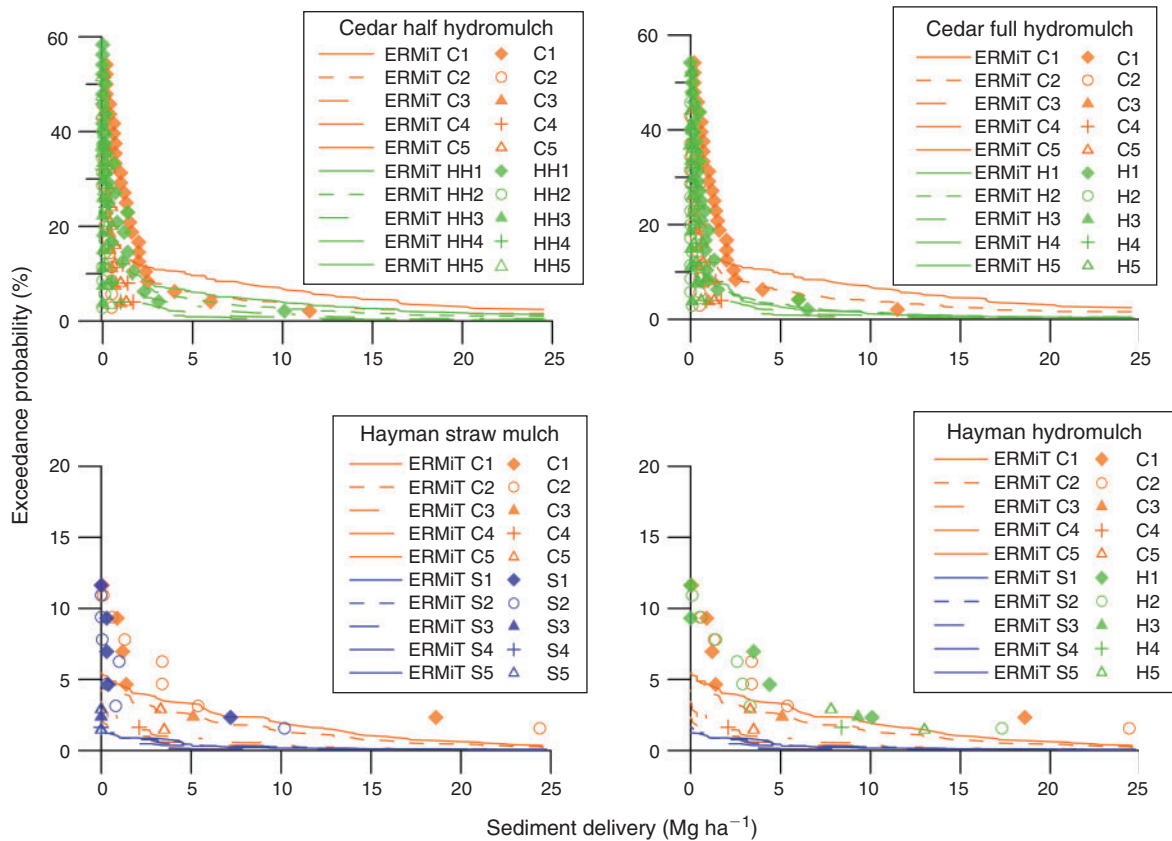 Exceedance probability (%)
60
40
20
0
Cedar half hydromulch
ERMiT C1 C1
ERMiT C2 C2
ERMiT C3 C3
ERMiT C4 C4
ERMiT C5 C5
ERMiT HH1 HH1
ERMiT HH2 HH2
ERMiT HH3 HH3
ERMiT HH4 HH4
ERMiT HH5 HH5
0 5 10 15 20 25
60
40
20
0
Cedar full hydromulch
ERMiT C1 C1
ERMiT C2 C2
ERMiT C3 C3
ERMiT C4 C4
ERMiT C5 C5
ERMiT H1 H1
ERMiT H2 H2
ERMiT H3 H3
ERMiT H4 H4
ERMiT H5 H5
0 5 10 15 20 25
20
15
10
5
0
Hayman straw mulch
ERMiT C1 C1
ERMiT C2 C2
ERMiT C3 C3
ERMiT C4 C4
ERMiT C5 C5
ERMiT S1 S1
ERMiT S2 S2
ERMiT S3 S3
ERMiT S4 S4
ERMiT S5 S5
0 5 10 15 20 25
20
15
10
5
0
Hayman hydromulch
ERMiT C1 C1
ERMiT C2 C2
ERMiT C3 C3
ERMiT C4 C4
ERMiT C5 C5
ERMiT S1 H1
ERMiT S2 H2
ERMiT S3 H3
ERMiT S4 H4
ERMiT S5 H5
0 5 10 15 20 25
Sediment delivery (Mg ha⁻¹)